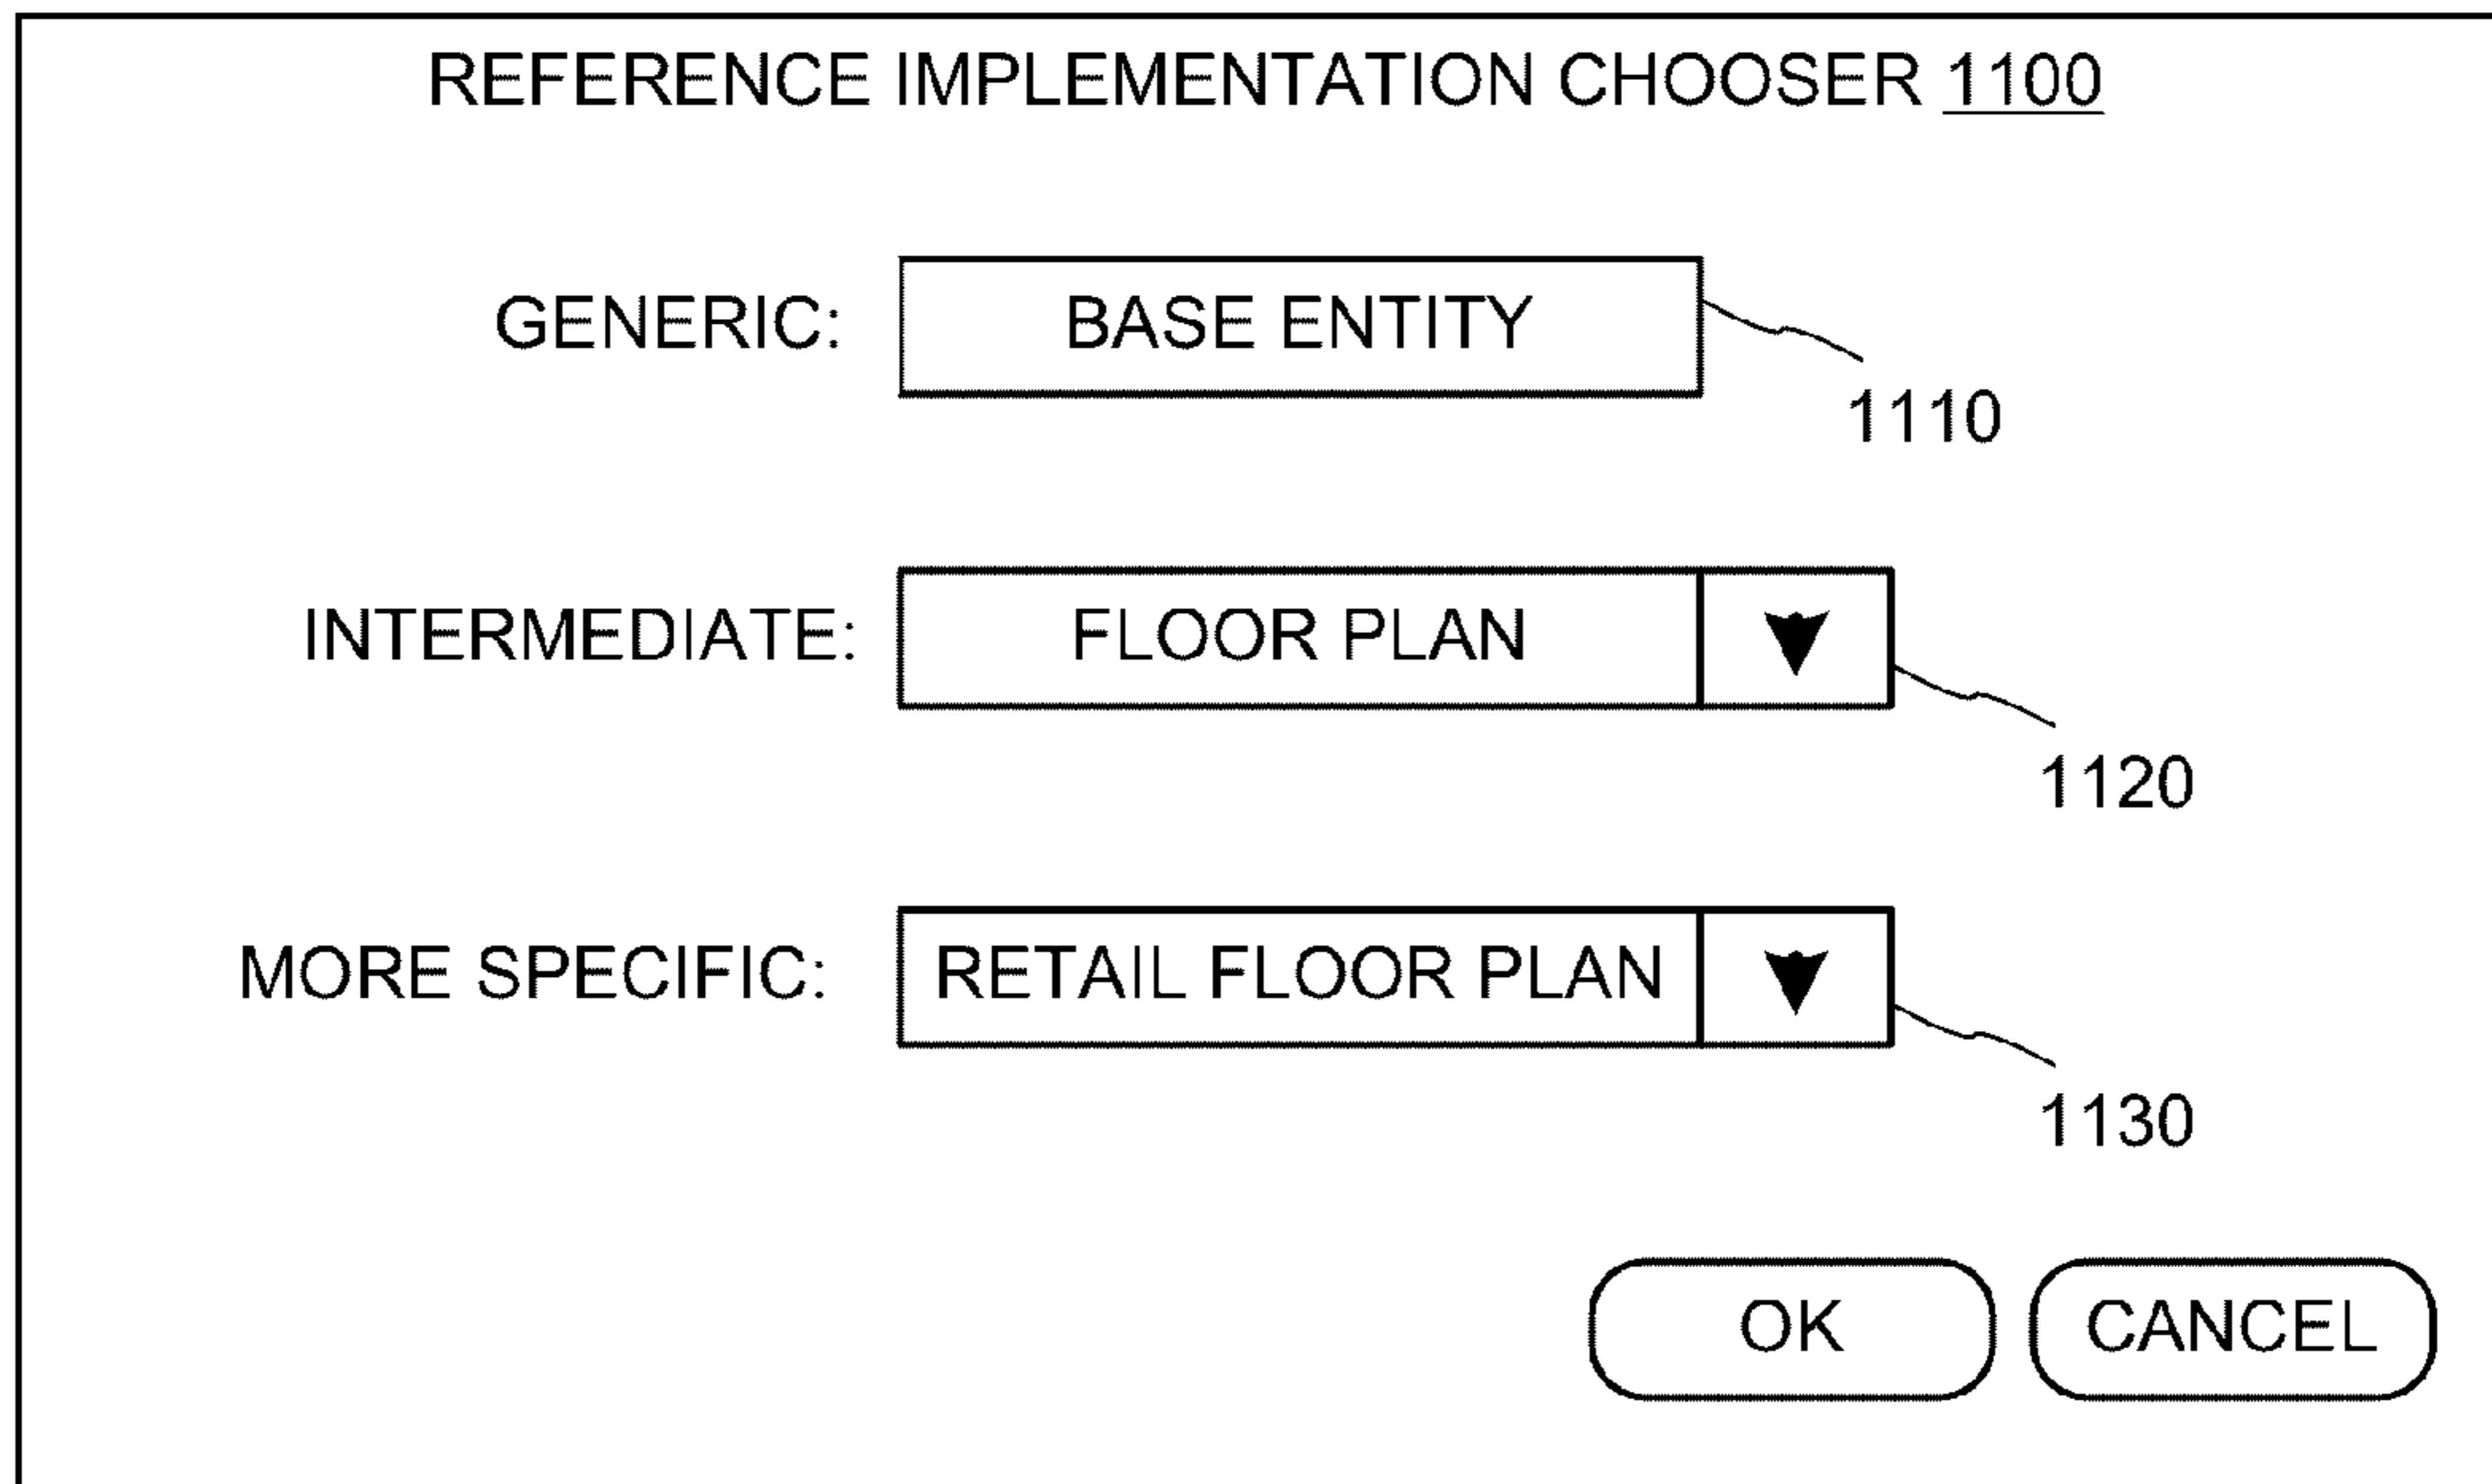 REFERENCE IMPLEMENTATION CHOOSER 1100
GENERIC: BASE ENTITY
1110
INTERMEDIATE: FLOOR PLAN
1120
MORE SPECIFIC: RETAIL FLOOR PLAN
1130
OK CANCEL